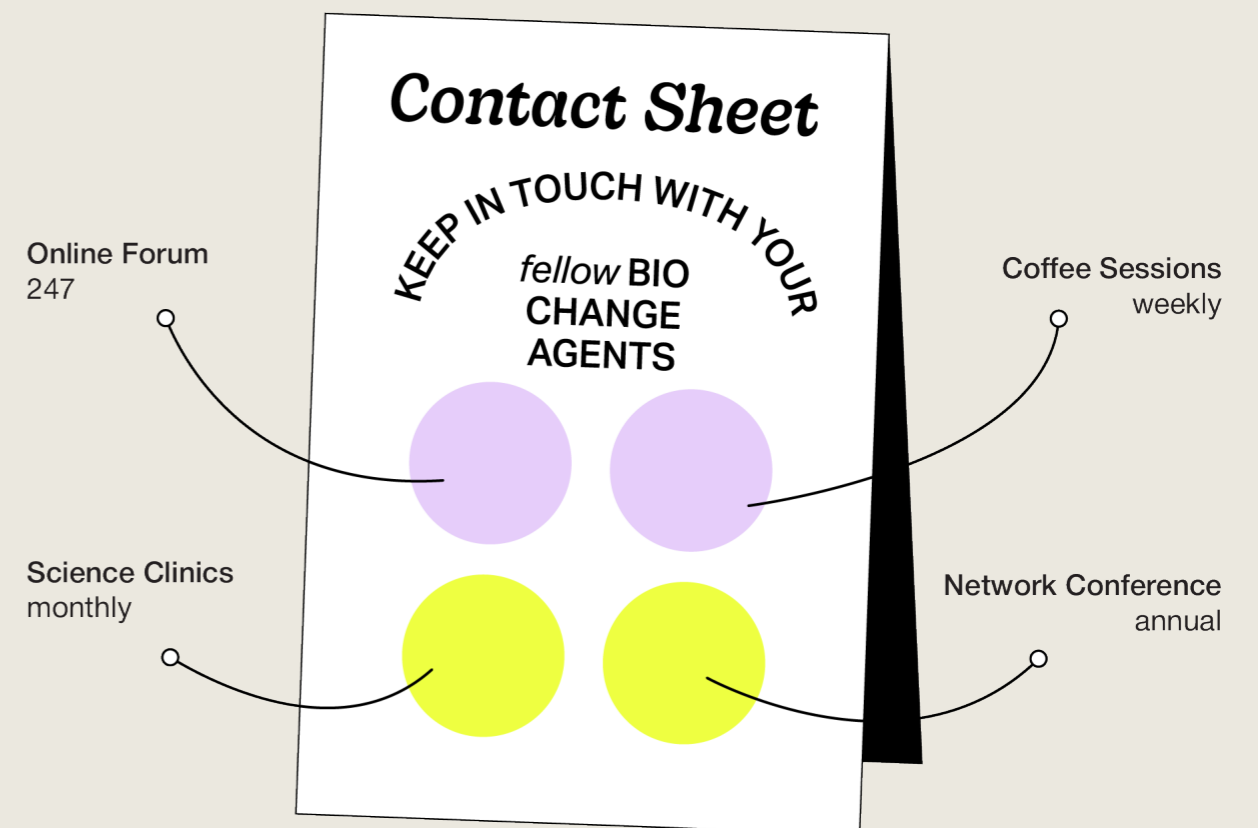 Contact Sheet
KEEP IN TOUCH WITH YOUR
fellow BIO
CHANGE
AGENTS
Online Forum
247
Coffee Sessions
weekly
Science Clinics
monthly
Network Conference
annual